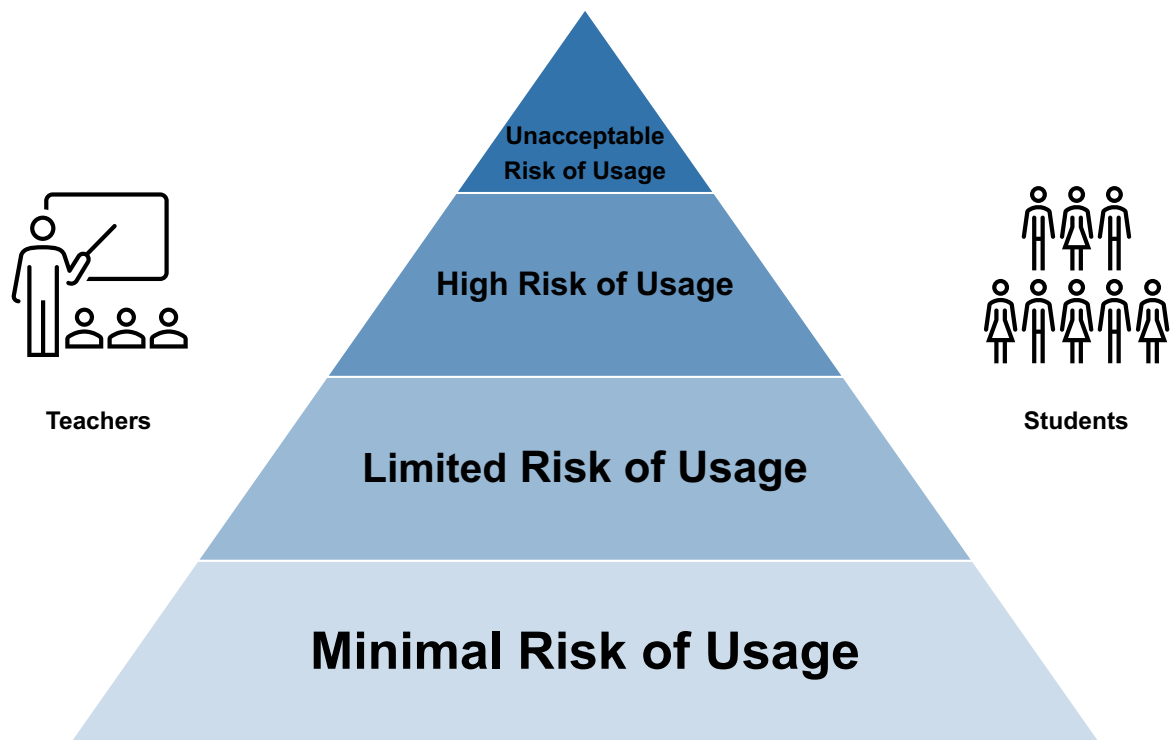 Unacceptable
Risk of Usage
High Risk of Usage
Teachers
Students
Limited Risk of Usage
Minimal Risk of Usage